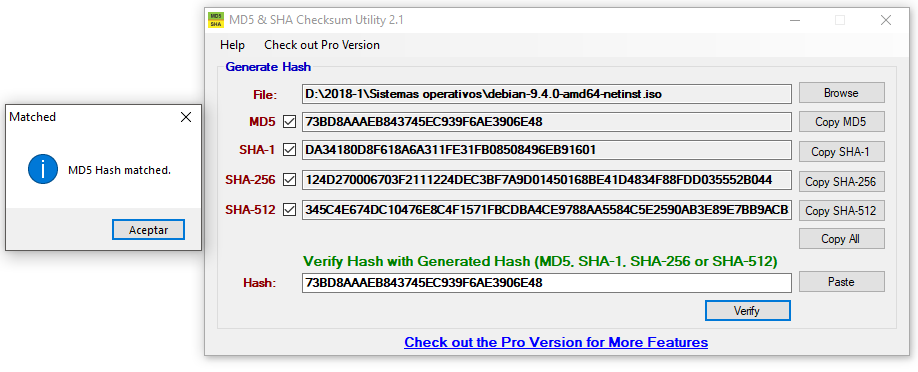 MD5 SHA MD5 & SHA Checksum Utility 2.1
Help Check out Pro Version
Generate Hash
File: D:\2018-1\Sistemas operativos\debian-9.4.0-amd64-netinst.iso Browse
MD5 73BD8AAAEB843745EC939F6AE3906E48 Copy MD5
SHA-1 DA34180D8F618A6A311FE31FB08508496EB91601 Copy SHA-1
SHA-256 124D270006703F2111224DEC3BF7A9D01450168BE41D4834F88FDD035552B044 Copy SHA-256
SHA-512 345C4E674DC10476E8C4F1571FBCDBA4CE9788AA5584C5E2590AB3E89E7BB9ACB Copy SHA-512
Copy All
Verify Hash with Generated Hash (MD5, SHA-1, SHA-256 or SHA-512)
Hash: 73BD8AAAEB843745EC939F6AE3906E48 Paste
Verify
Check out the Pro Version for More Features
Matched
MD5 Hash matched.
Aceptar